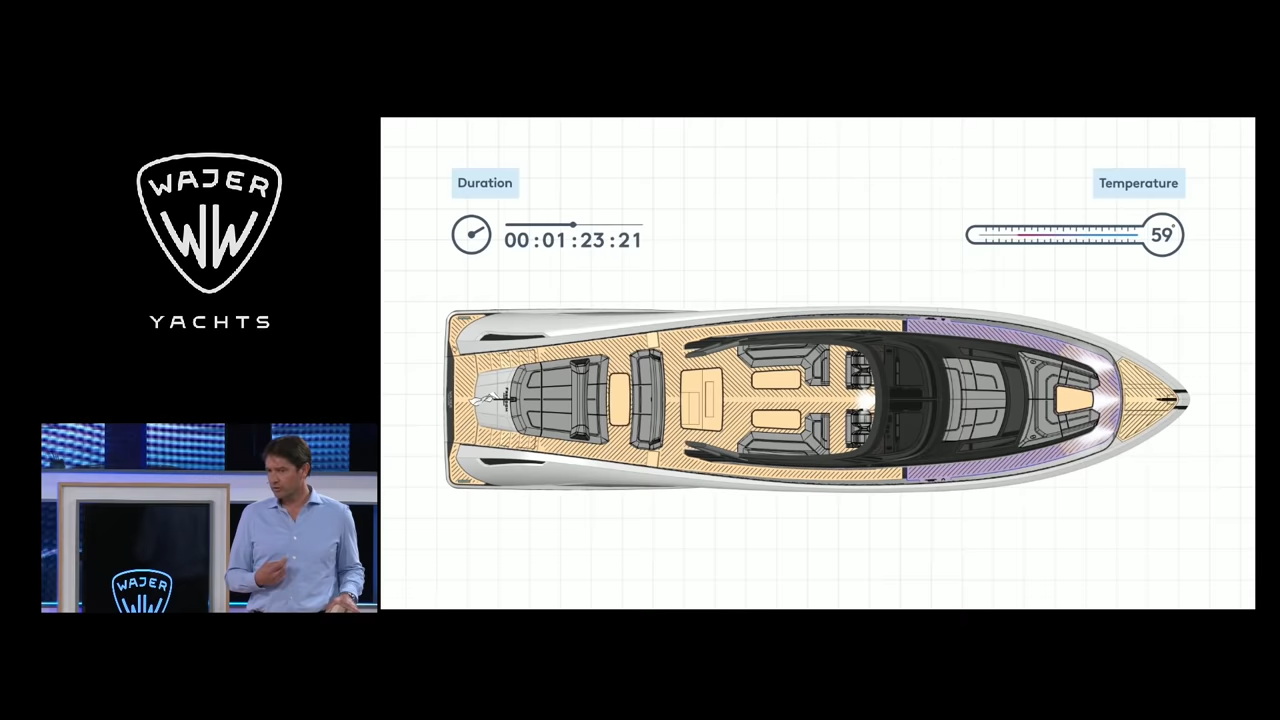 WAJER
W
YACHTS
Duration
00:01:23:21
Temperature
59°
WAJER
W